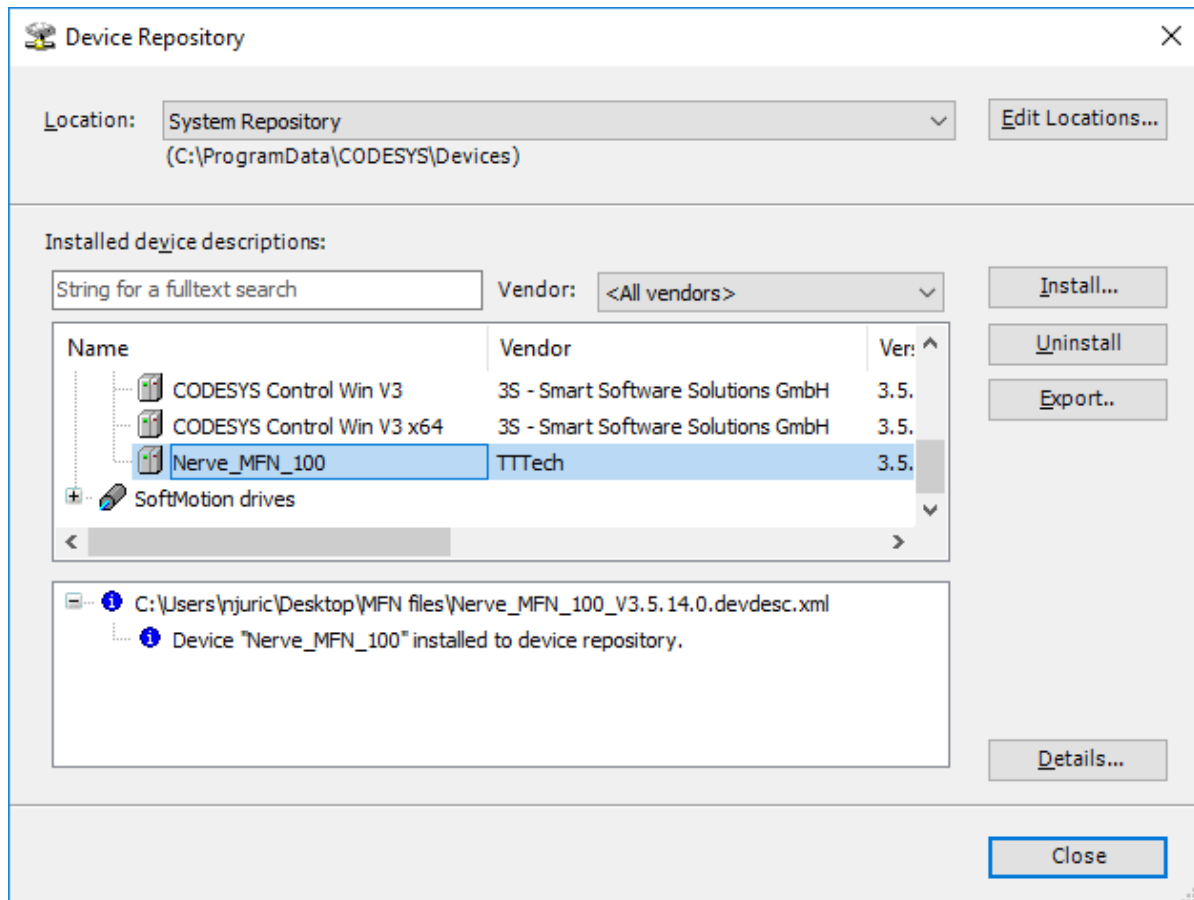 Device Repository
Location: System Repository Edit Locations...
(C:\ProgramData\CODESYS\Devices)
Installed device descriptions:
String for a fulltext search Vendor: <All vendors> Install...
Name Vendor Ver: Uninstall
CODESYS Control Win V3 3S - Smart Software Solutions GmbH 3.5. Export..
CODESYS Control Win V3 x64 3S - Smart Software Solutions GmbH 3.5.
Nerve_MFN_100 TTTech 3.5.
SoftMotion drives
C:\Users\njuric\Desktop\MFN files\Nerve_MFN_100_V3.5.14.0.devdesc.xml
Device "Nerve_MFN_100" installed to device repository.
Details...
Close